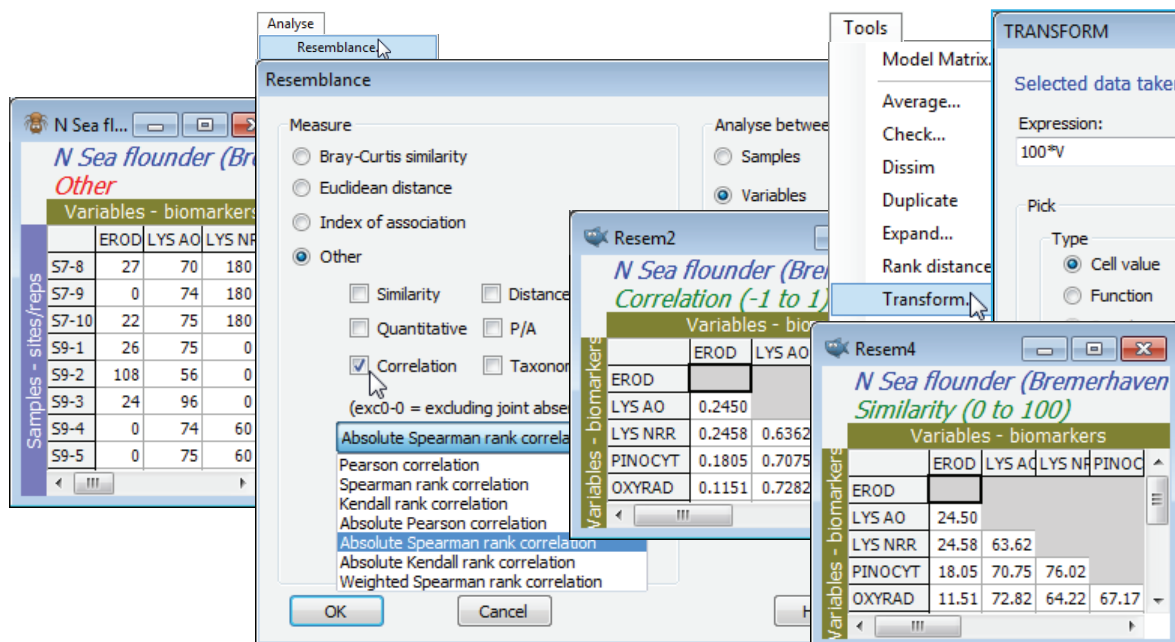 Analyse
Resemblance..
Resemblance
Measure
Bray-Curtis similarity
Euclidean distance
Index of association
Other
Similarity
Distance
Quantitative
P/A
Correlation
Taxonom
(exc0-0 = excluding joint abse
Absolute Spearman rank correla
Pearson correlation
Spearman rank correlation
Kendall rank correlation
Absolute Pearson correlation
Absolute Spearman rank correlation
Absolute Kendall rank correlation
Weighted Spearman rank correlation
OK
Cancel
H
Analyse betwee
Samples
Variables
N Sea fl...
N Sea flounder (Br
Other
Variables - biomarkers
Samples - sites/reps
EROD LYS AO LYS NR
S7-8 27 70 180
S7-9 0 74 180
S7-10 22 75 180
S9-1 26 75 0
S9-2 108 56 0
S9-3 24 96 0
S9-4 0 74 60
S9-5 0 75 60
Resem2
N Sea flounder (Bre
Correlation (-1 to 1)
Variables - bio
Variables - biomarkers
EROD LYS AO
EROD
LYS AO 0.2450
LYS NRR 0.2458 0.6362
PINOCYT 0.1805 0.7075
OXYRAD 0.1151 0.7282
Tools
Model Matrix.
Average...
Check...
Dissim
Duplicate
Expand...
Rank distance
Transform..
TRANSFORM
Selected data take
Expression:
100*V
Pick
Type
Cell value
Function
Resem4
N Sea flounder (Bremerhaven
Similarity (0 to 100)
Variables - biomarkers
Variables - biomarkers
EROD LYS AO LYS NR PINOC
EROD
LYS AO 24.50
LYS NRR 24.58 63.62
PINOCYT 18.05 70.75 76.02
OXYRAD 11.51 72.82 64.22 67.17